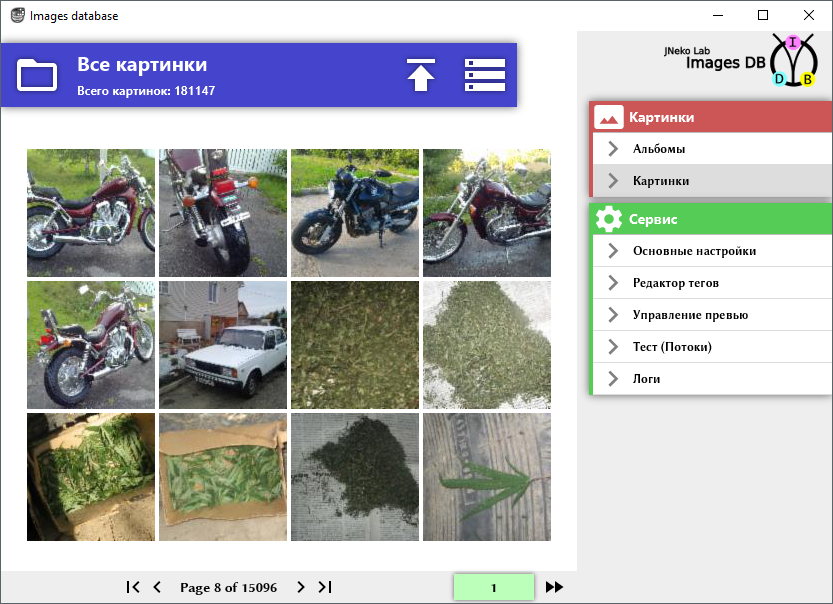 Images database
Все картинки
Всего картинок: 181147
JNeko Lab
Images DB
I
D
B
Картинки
Альбомы
Картинки
Сервис
Основные настройки
Редактор тегов
Управление превью
Тест (Потоки)
Логи
Page 8 of 15096
1